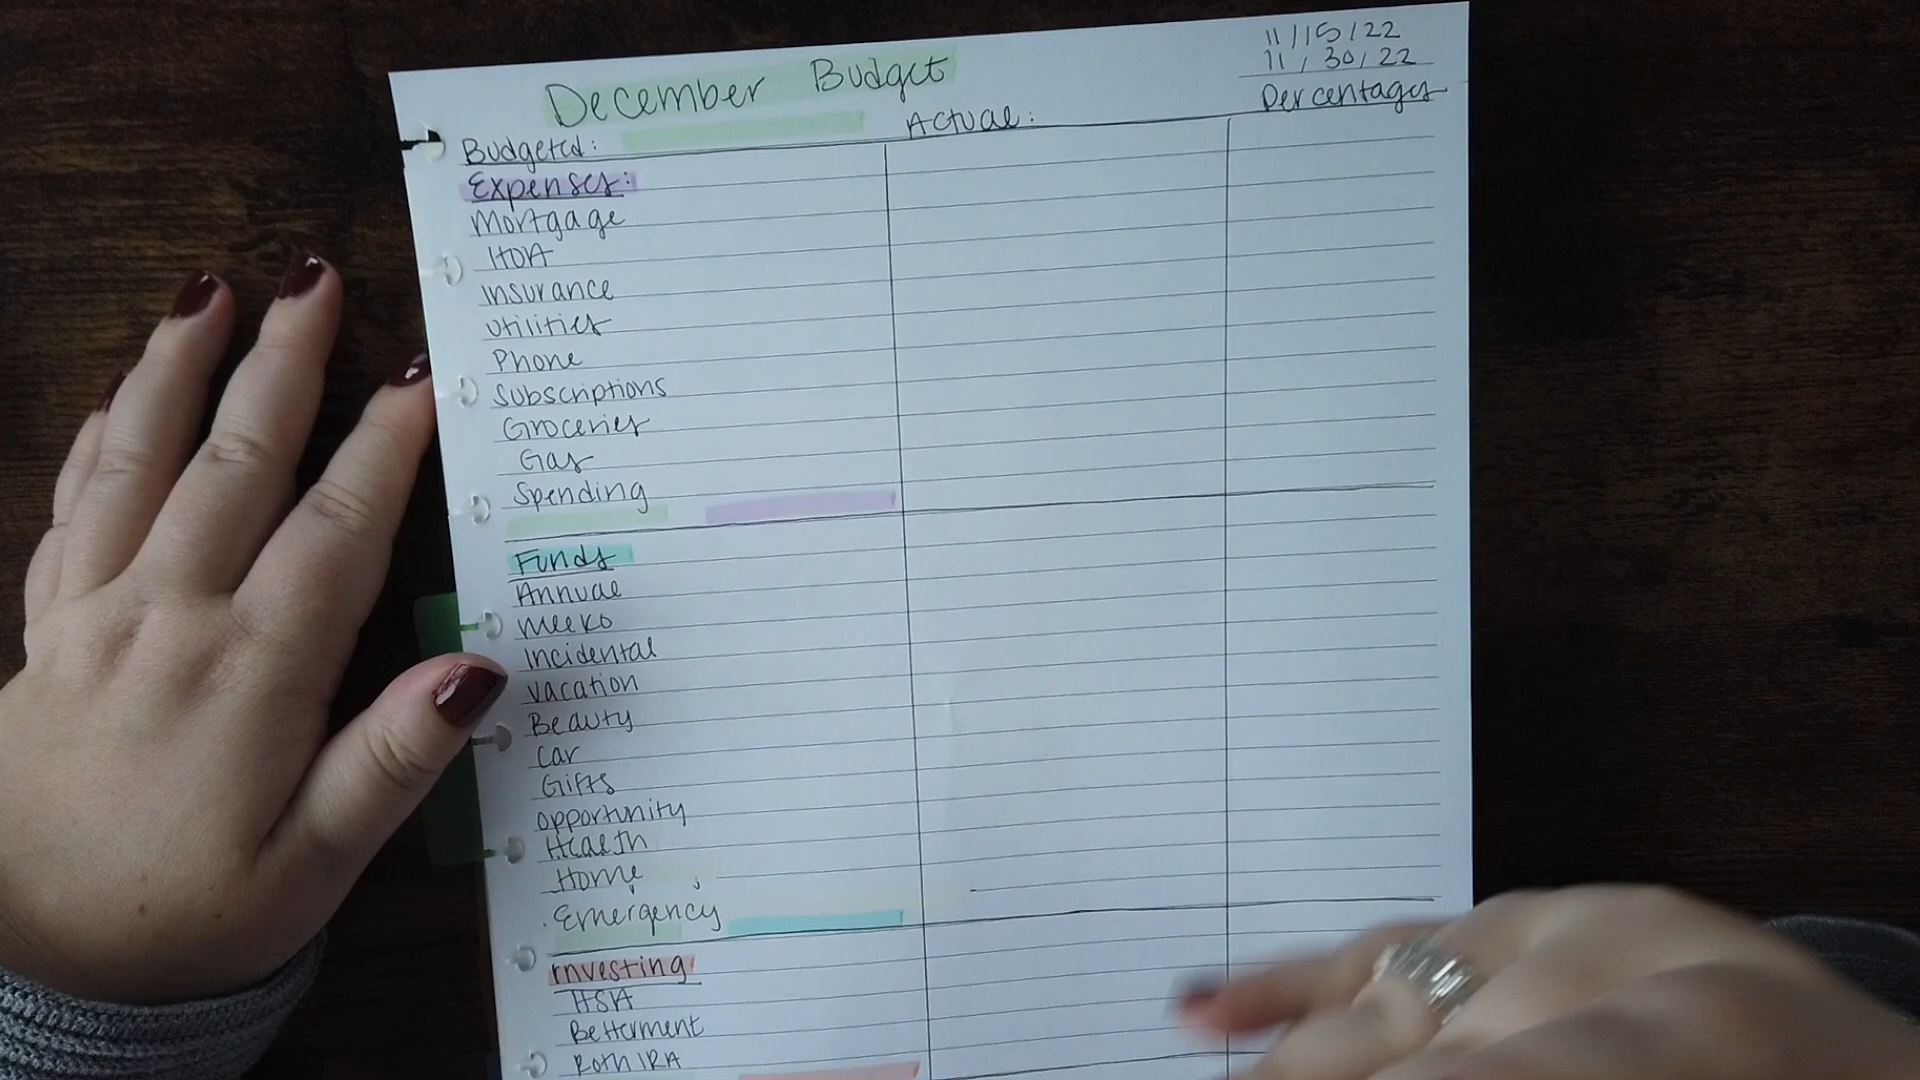 11/15/22
11/30/22
December Budget
Percentages
Budgeted: Actual:
Expenses:
Mortgage
HOA
insurance
utilities
Phone
Subscriptions
Groceries
Gas
Spending
Funds
Annual
Meeko
Incidental
vacation
Beauty
Car
Gifts
opportunity
Health
Home
Emergency
Investing
HSA
Betterment
Roth IRA